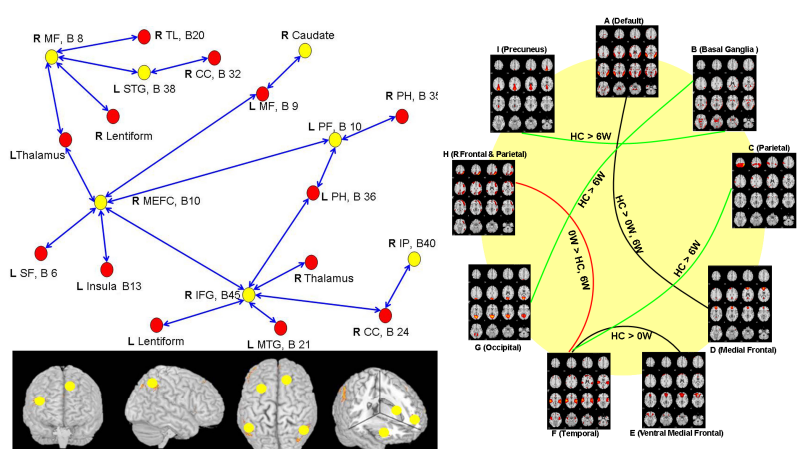 R MF, B 8
R TL, B20
R Caudate
R CC, B 32
L STG, B 38
L MF, B 9
R PH, B 35
R Lentiform
L PF, B 10
LThalamus
R MEFC, B10
L PH, B 36
L SF, B 6
L Insula B13
R Thalamus
R IP, B40
R IFG, B45
L Lentiform
L MTG, B 21
R CC, B 24
A (Default)
I (Precuneus)
B (Basal Ganglia )
HC > 6W
C (Parietal)
H (R Frontal & Parietal)
HC > 6W
HC > 0W, 6W
0W > HC, 6W
HC > 6W
G (Occipital)
D (Medial Frontal)
HC > 0W
F (Temporal)
E (Ventral Medial Frontal)